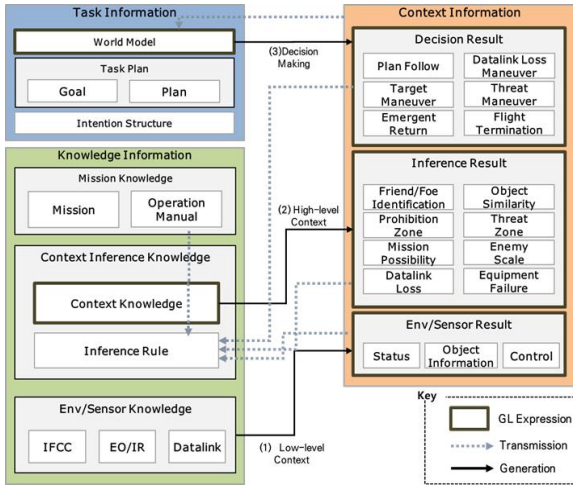 Task Information
World Model
Task Plan
Goal
Plan
Intention Structure
Knowledge Information
Mission Knowledge
Mission
Operation
Manual
Context Inference Knowledge
Context Knowledge
Inference Rule
Env/Sensor Knowledge
IFCC
EO/IR
Datalink
(3)Decision
Making
(2) High-level
Context
(1) Low-level
Context
Context Information
Decision Result
Plan Follow
Datalink Loss
Maneuver
Target
Maneuver
Threat
Maneuver
Emergent
Return
Flight
Termination
Inference Result
Friend/Foe
Identification
Object
Similarity
Prohibition
Zone
Threat
Zone
Mission
Possibility
Enemy
Scale
Datalink
Loss
Equipment
Failure
Env/Sensor Result
Status
Object
Information
Control
Key
GL Expression
Transmission
Generation